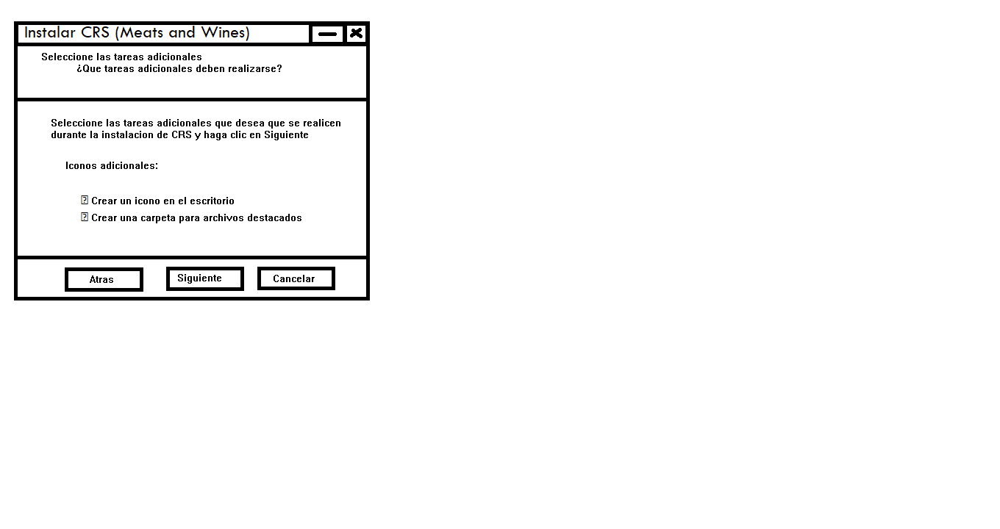 Instalar CRS (Meats and Wines)
Seleccione las tareas adicionales
¿Que tareas adicionales deben realizarse?
Seleccione las tareas adicionales que desea que se realicen
durante la instalacion de CRS y haga clic en Siguiente
Iconos adicionales:
Crear un icono en el escritorio
Crear una carpeta para archivos destacados
Atras
Siguiente
Cancelar